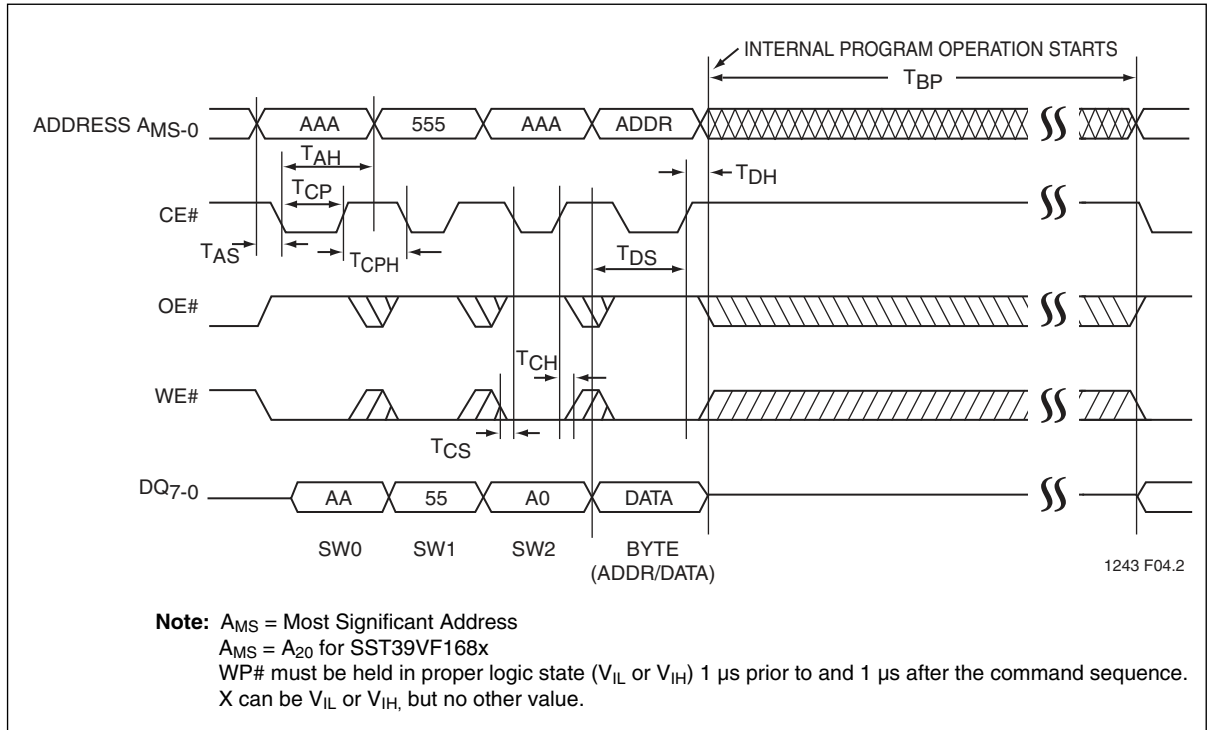 INTERNAL PROGRAM OPERATION STARTS
TBP
ADDRESS AMS-0 AAA 555 AAA ADDR
TAH
TDH
TCP
CE#
TAS
TCPH
TDS
OE#
TCH
WE#
TCS
DQ7-0 AA 55 A0 DATA
SW0 SW1 SW2 BYTE
(ADDR/DATA)
1243 F04.2
Note: AMS = Most Significant Address
AMS = A20 for SST39VF168x
WP# must be held in proper logic state (VIL or VIH) 1 µs prior to and 1 µs after the command sequence.
X can be VIL or VIH, but no other value.